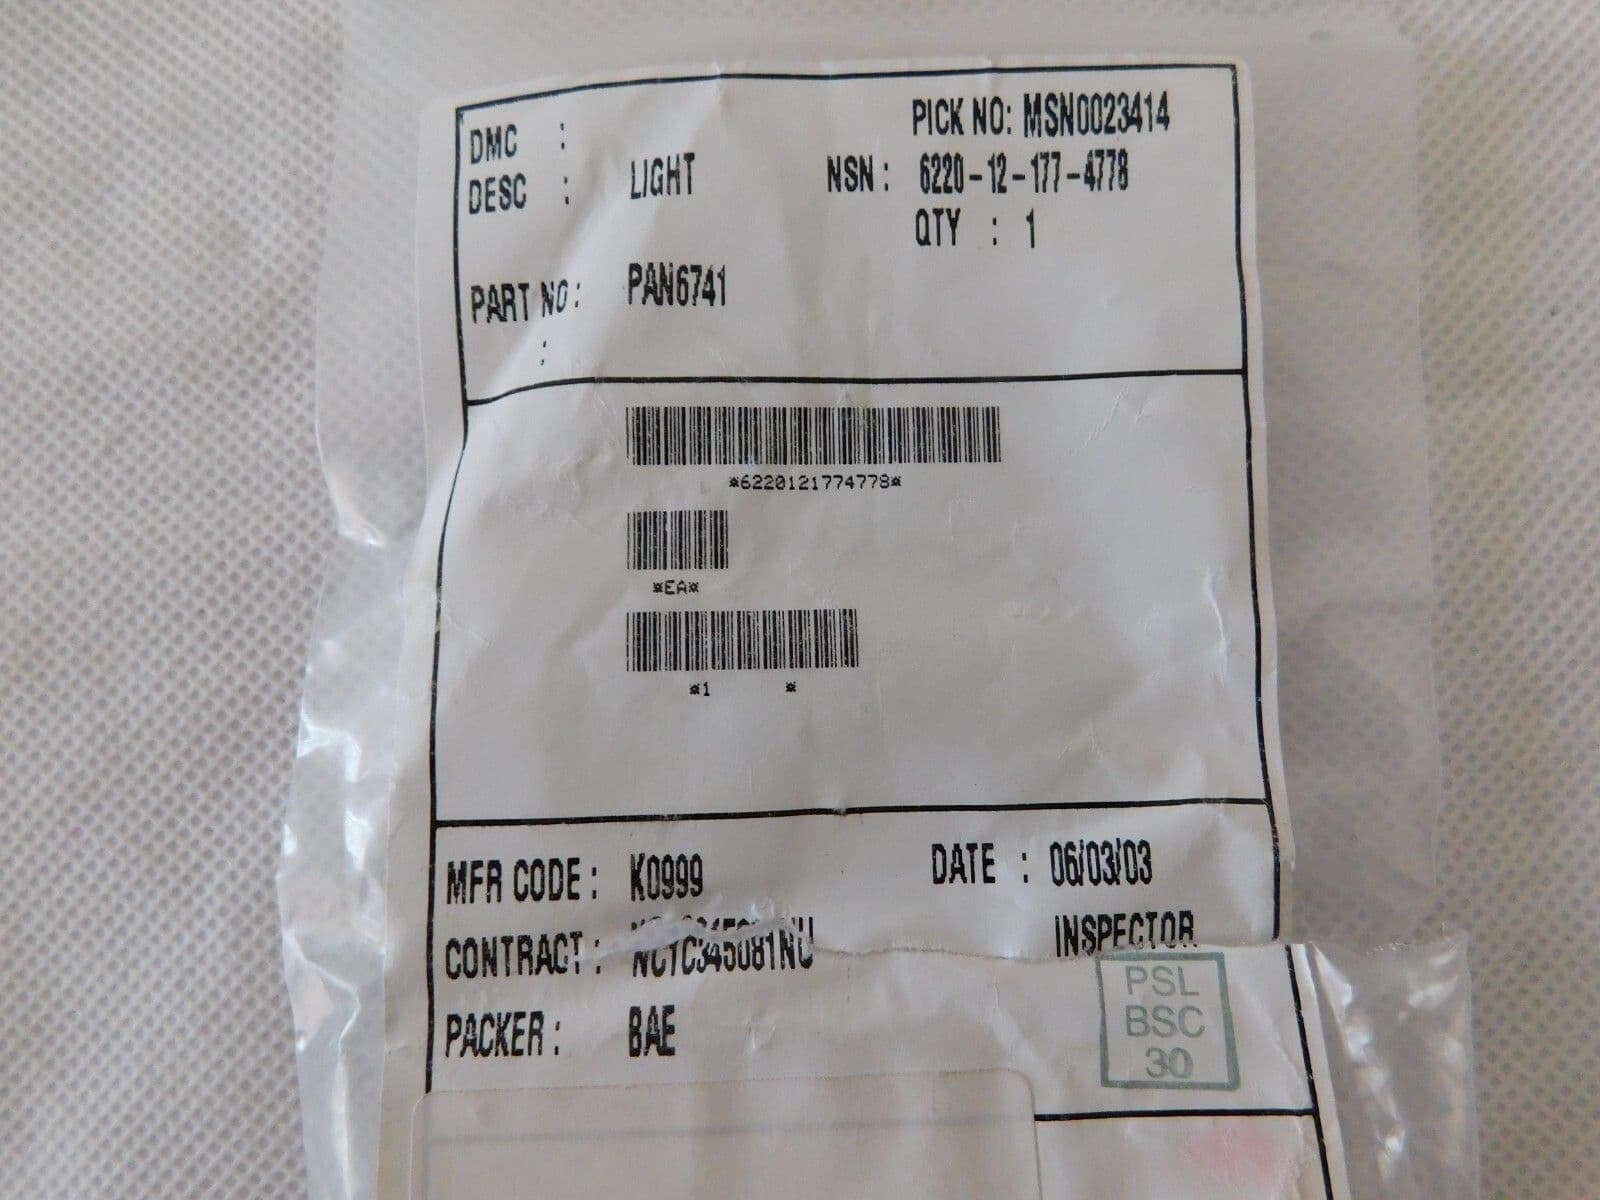 DMC : PICK NO: MSN0023414
DESC : LIGHT NSN: 6220-12-177-4778
QTY : 1
PART NO: PAN6741
:
*6220121774778*
*EA*
*1 *
MFR CODE: K0999 DATE : 06/03/03
CONTRACT: INSPECTOR
PACKER: BAE
PSL
BSC
30